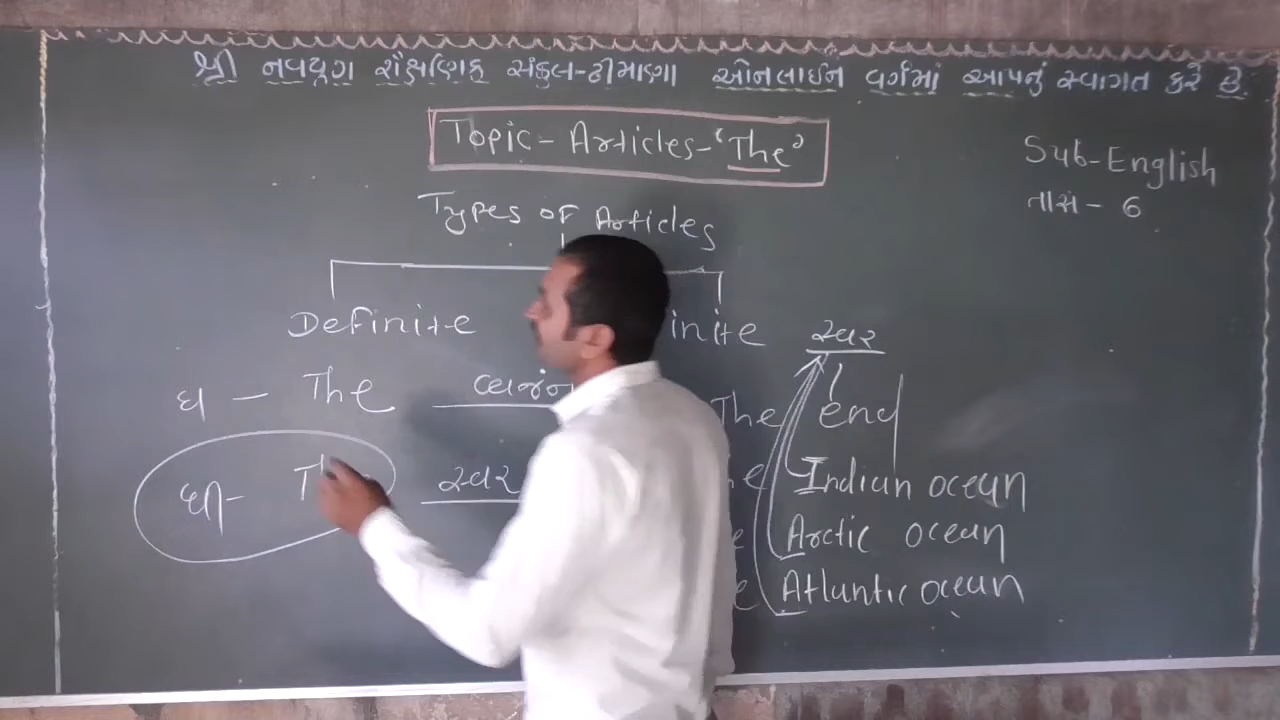 શ્રી નવયુગ શૈક્ષણિક સંકુલ-ઢીમાણા ઓનલાઈન વર્ગમાં આપનું સ્વાગત કરે છે.
Topic - Articles - ‘The’
Sub-English
તાસ - 6
Types of Articles
Definite inite
સ્વર
ધ - The The end
ધી - સ્વર Indian ocean
Arctic ocean
Atlantic ocean